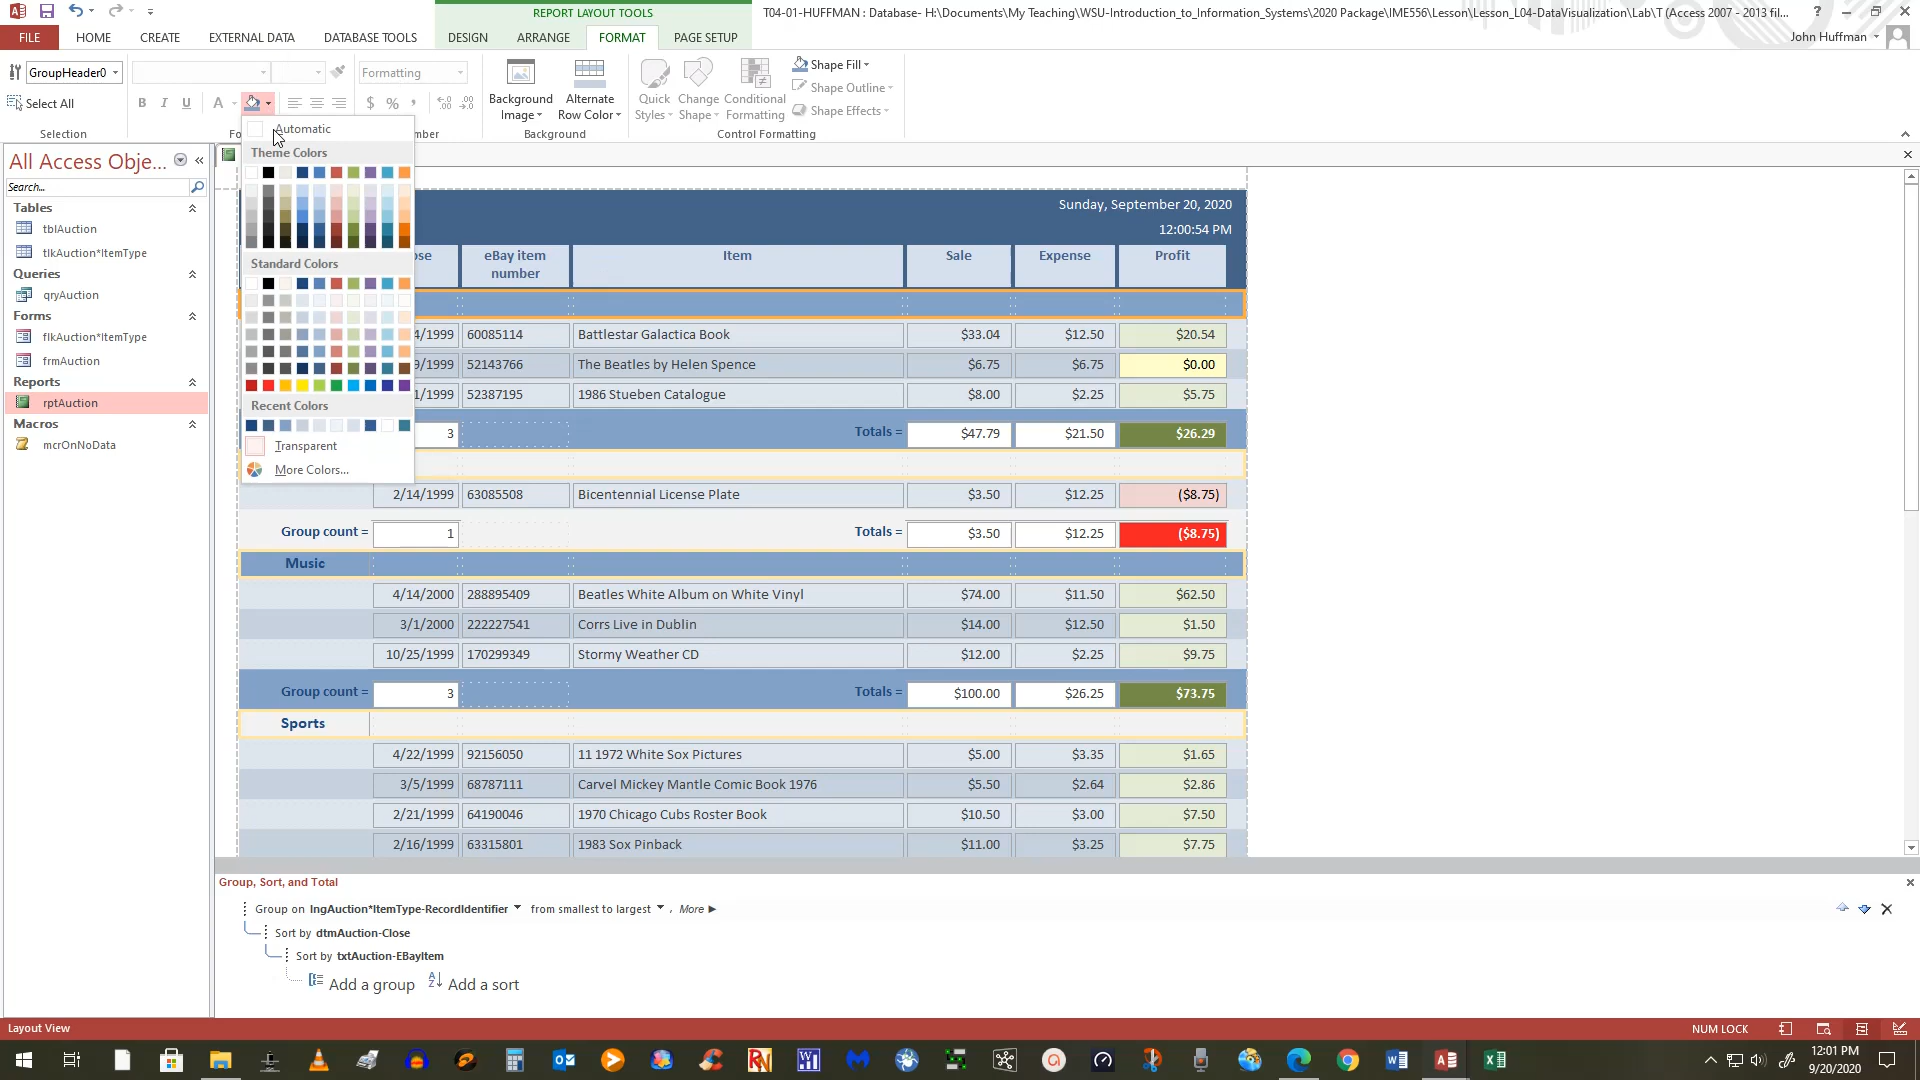 REPORT LAYOUT TOOLS
T04-01-HUFFMAN : Database- H:\Documents\My Teaching\WSU-Introduction_to_Information_Systems\2020 Package\IME556\Lesson\Lesson_L04-DataVisualization\Lab\T (Access 2007 - 2013 fil...
FILE HOME CREATE EXTERNAL DATA DATABASE TOOLS DESIGN ARRANGE FORMAT PAGE SETUP
John Huffman
GroupHeader0
Formatting
Select All
B I U A
$ % ,
Background Image
Alternate Row Color
Quick Styles
Change Shape
Conditional Formatting
Shape Fill
Shape Outline
Shape Effects
Selection
Fo
mber
Background
Control Formatting
Automatic
Theme Colors
Standard Colors
Recent Colors
Transparent
More Colors...
All Access Obje...
Search...
Tables
tblAuction
tlkAuction*ItemType
Queries
qryAuction
Forms
flkAuction*ItemType
frmAuction
Reports
rptAuction
Macros
mcrOnNoData
Sunday, September 20, 2020
12:00:54 PM
ose eBay item number Item Sale Expense Profit
4/1999 60085114 Battlestar Galactica Book $33.04 $12.50 $20.54
9/1999 52143766 The Beatles by Helen Spence $6.75 $6.75 $0.00
1/1999 52387195 1986 Stueben Catalogue $8.00 $2.25 $5.75
3 Totals = $47.79 $21.50 $26.29
2/14/1999 63085508 Bicentennial License Plate $3.50 $12.25 ($8.75)
Group count = 1 Totals = $3.50 $12.25 ($8.75)
Music
4/14/2000 288895409 Beatles White Album on White Vinyl $74.00 $11.50 $62.50
3/1/2000 222227541 Corrs Live in Dublin $14.00 $12.50 $1.50
10/25/1999 170299349 Stormy Weather CD $12.00 $2.25 $9.75
Group count = 3 Totals = $100.00 $26.25 $73.75
Sports
4/22/1999 92156050 11 1972 White Sox Pictures $5.00 $3.35 $1.65
3/5/1999 68787111 Carvel Mickey Mantle Comic Book 1976 $5.50 $2.64 $2.86
2/21/1999 64190046 1970 Chicago Cubs Roster Book $10.50 $3.00 $7.50
2/16/1999 63315801 1983 Sox Pinback $11.00 $3.25 $7.75
Group, Sort, and Total
Group on lngAuction*ItemType-RecordIdentifier from smallest to largest , More
Sort by dtmAuction-Close
Sort by txtAuction-EBayItem
Add a group Add a sort
Layout View
NUM LOCK
12:01 PM
9/20/2020